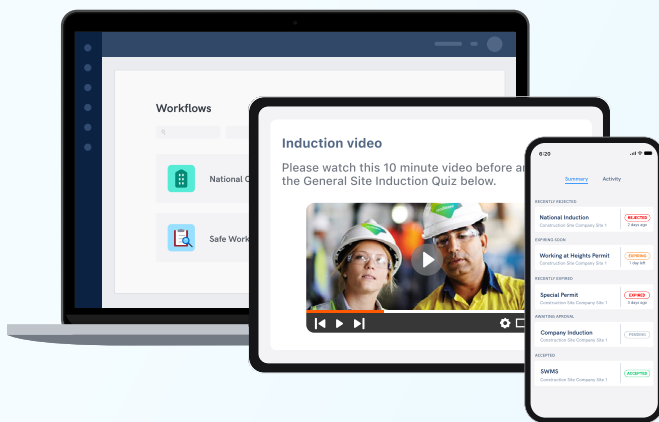 Workflows
National
Safe Work
Induction video
Please watch this 10 minute video before
the General Site Induction Quiz below.
6:20
Summary Activity
RECENTLY REJECTED
National Induction
REJECTED
Construction Site Company Site 1
2 days ago
EXPIRING SOON
Working at Heights Permit
EXPIRING
Construction Site Company Site 1
1 day left
RECENTLY EXPIRED
Special Permit
EXPIRED
Construction Site Company Site 1
AWAITING APROVAL
Company Induction
PENDING
Construction Site Company Site 1
ACCEPTED
SWMS
ACCEPTED
Construction Site Company Site 1